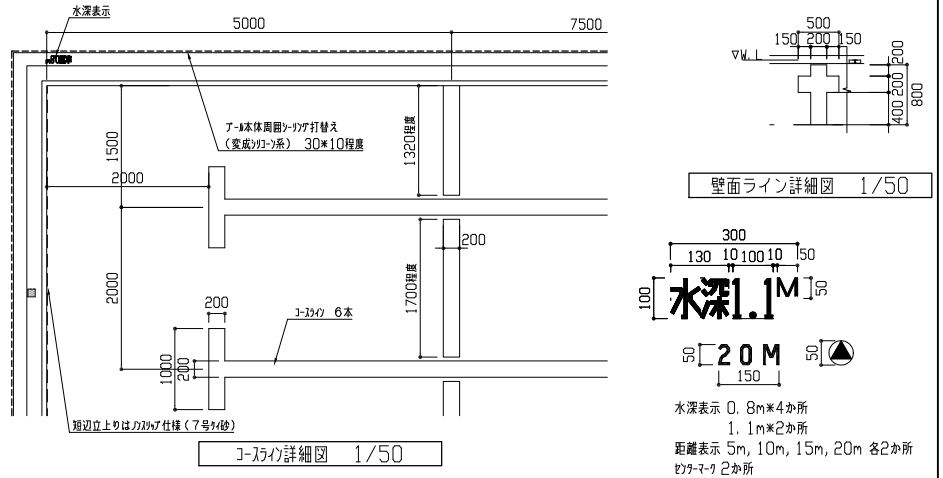 水深表示
5000
7500
プール本体周囲シーリング打替え
(変成シリコーン系) 30*10程度
1500
1320程度
2000
200
1700程度
2000
200
コースライン 6本
1000
200
短辺立上りはノンスリップ仕様(7号ケイ砂)
コースライン詳細図 1/50
500
150 200 150
▽W.L
200
200
400
800
壁面ライン詳細図 1/50
300
130 10 100 10 50
100
水深1.1M
50
50
20M
50
150
水深表示 0.8m*4か所
1.1m*2か所
距離表示 5m, 10m, 15m, 20m 各2か所
センターマーク 2か所